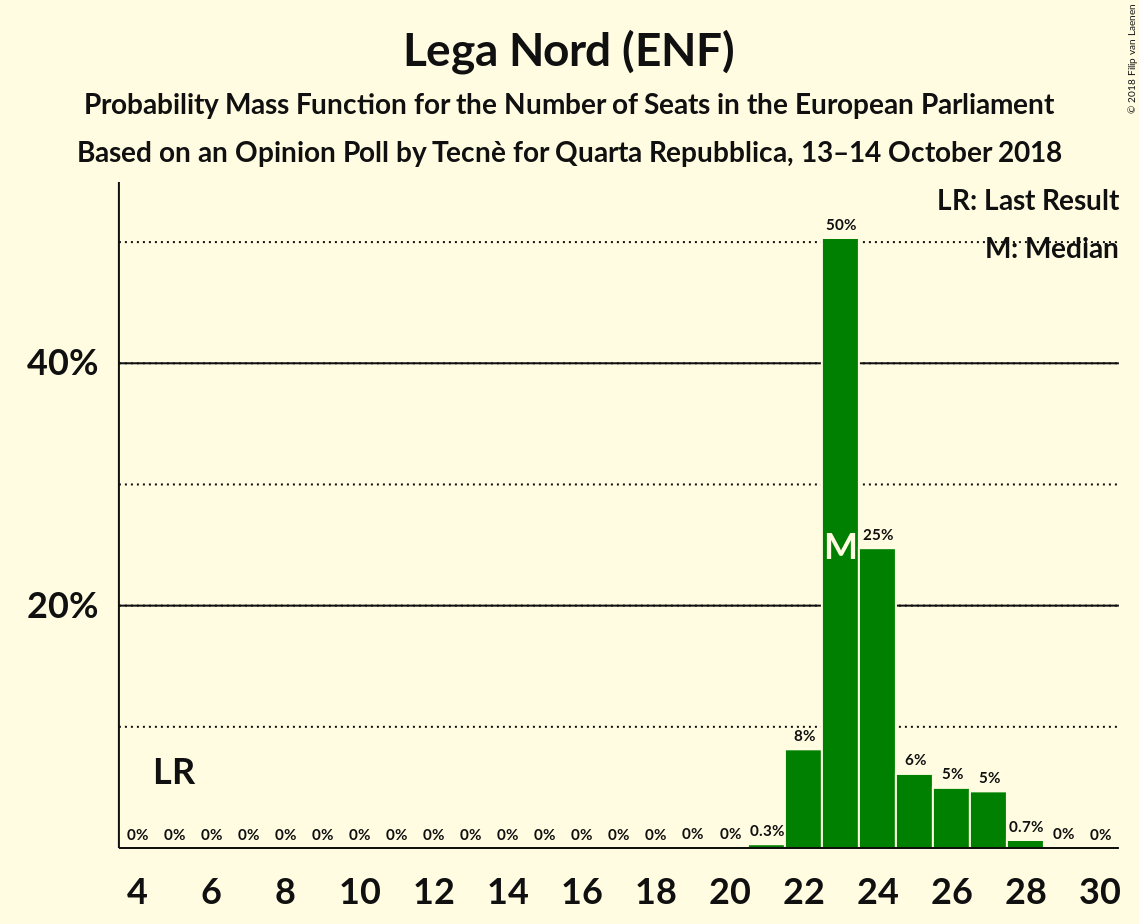 Lega Nord (ENF)
Probability Mass Function for the Number of Seats in the European Parliament
Based on an Opinion Poll by Tecnè for Quarta Repubblica, 13–14 October 2018
© 2018 Filip van Laenen
LR: Last Result
M: Median
50%
40%
M
25%
20%
8%
LR
6%
5%
5%
0% 0% 0% 0% 0% 0% 0% 0% 0% 0% 0% 0% 0% 0% 0% 0% 0% 0.3% 0.7% 0% 0%
4 6 8 10 12 14 16 18 20 22 24 26 28 30